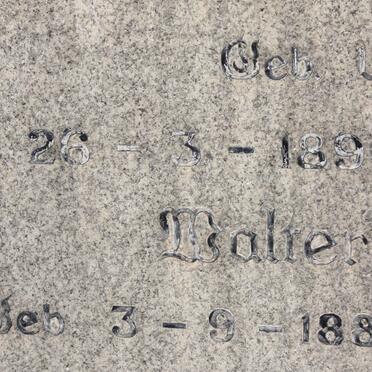 Geb.
26 - 3 - 189
Walter
Geb 3 - 9 - 188